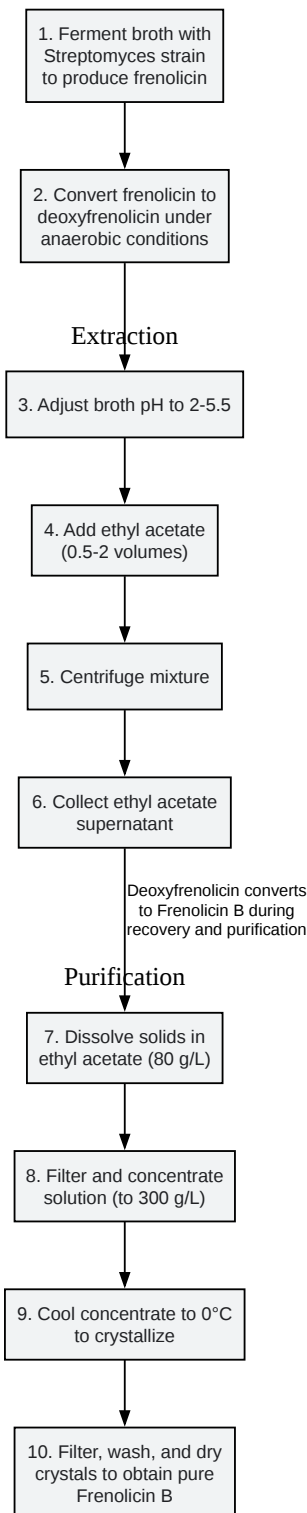 1. Ferment broth with
Streptomyces strain
to produce frenolicin
2. Convert frenolicin to
deoxyfrenolicin under
anaerobic conditions
Extraction
3. Adjust broth pH to 2-5.5
4. Add ethyl acetate
(0.5-2 volumes)
5. Centrifuge mixture
6. Collect ethyl acetate
supernatant
Deoxyfrenolicin converts
to Frenolicin B during
recovery and purification
Purification
7. Dissolve solids in
ethyl acetate (80 g/L)
8. Filter and concentrate
solution (to 300 g/L)
9. Cool concentrate to 0°C
to crystallize
10. Filter, wash, and dry
crystals to obtain pure
Frenolicin B